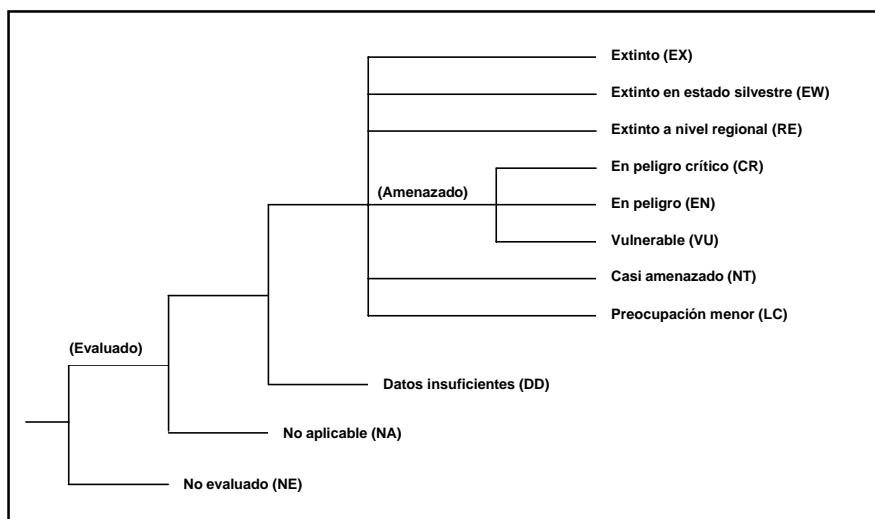 Extinto (EX)
Extinto en estado silvestre (EW)
Extinto a nivel regional (RE)
En peligro crítico (CR)
(Amenazado)
En peligro (EN)
Vulnerable (VU)
Casi amenazado (NT)
Preocupación menor (LC)
(Evaluado)
Datos insuficientes (DD)
No aplicable (NA)
No evaluado (NE)